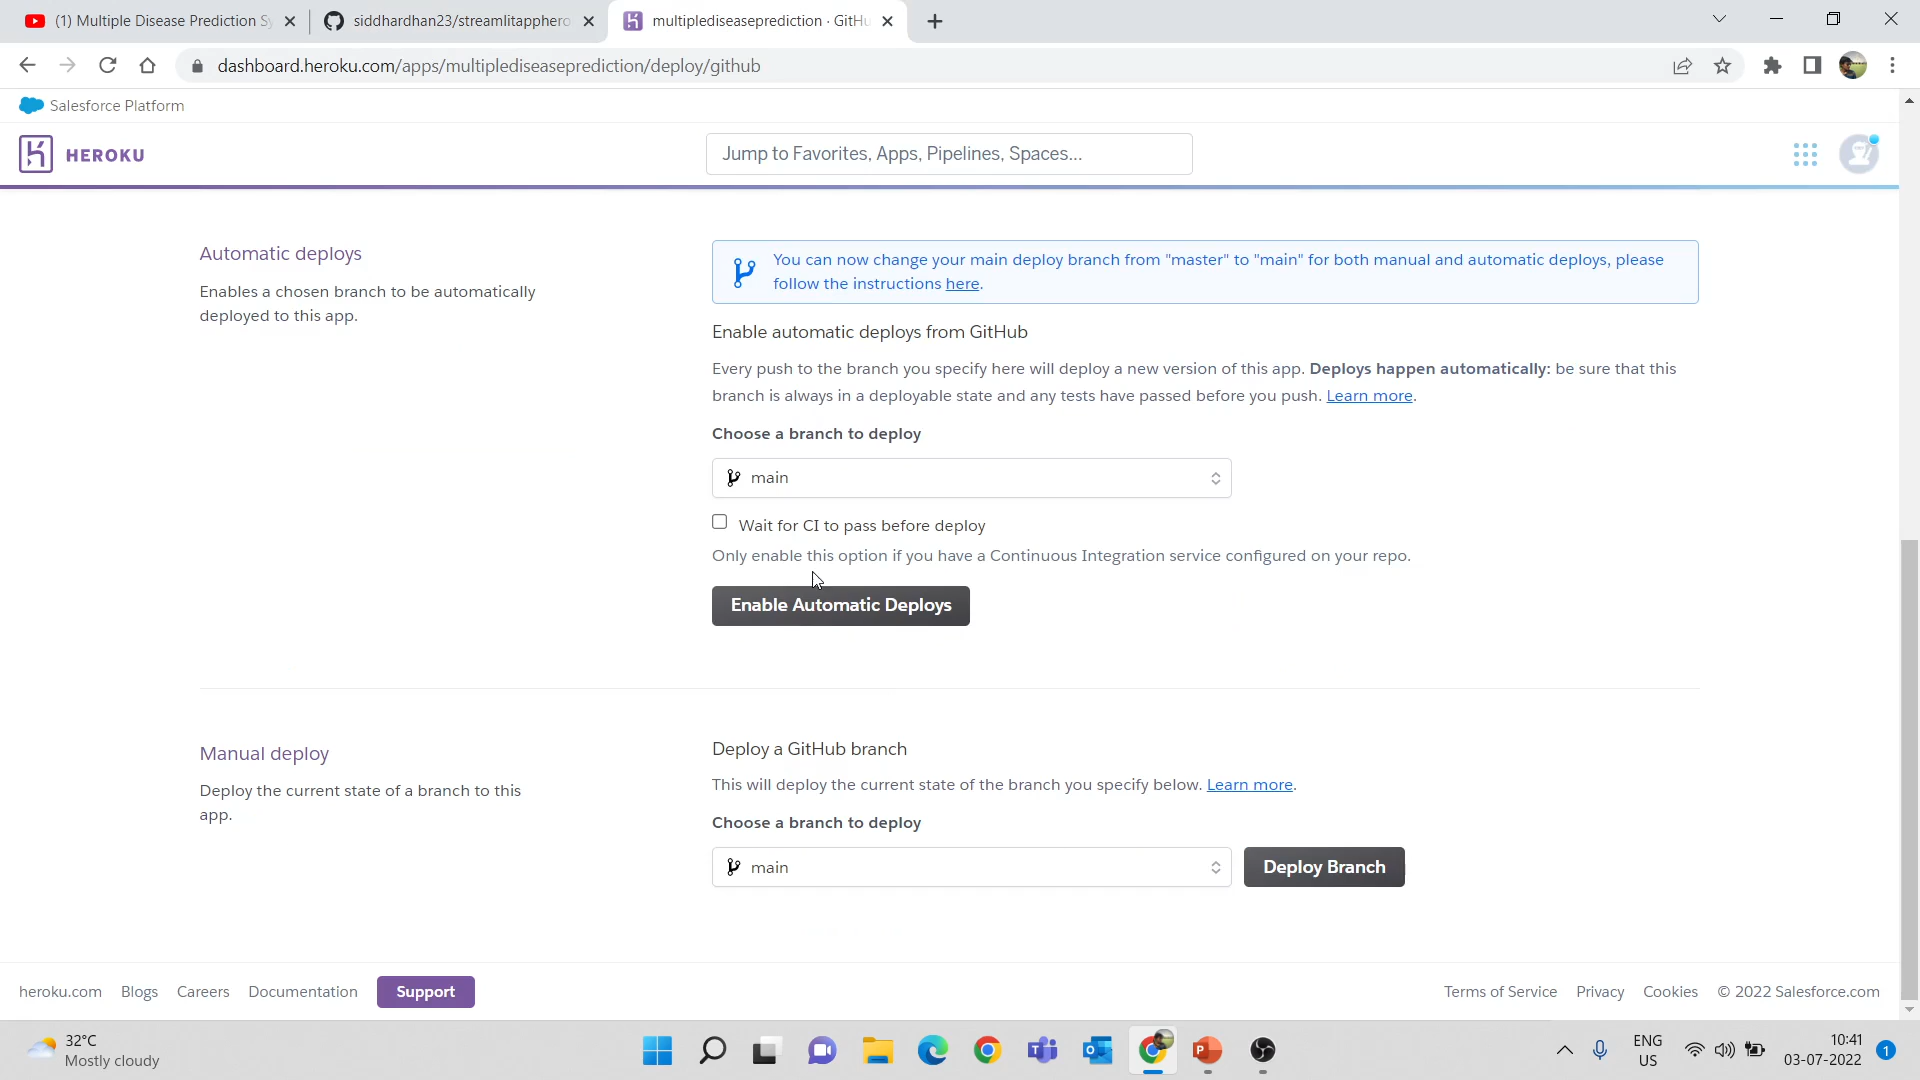 (1) Multiple Disease Prediction Sy
siddhardhan23/streamlitapphero
multiplediseaseprediction · GitHu
dashboard.heroku.com/apps/multiplediseaseprediction/deploy/github
Salesforce Platform
HEROKU
Jump to Favorites, Apps, Pipelines, Spaces...
Automatic deploys
Enables a chosen branch to be automatically
deployed to this app.
You can now change your main deploy branch from "master" to "main" for both manual and automatic deploys, please
follow the instructions here.
Enable automatic deploys from GitHub
Every push to the branch you specify here will deploy a new version of this app. Deploys happen automatically: be sure that this
branch is always in a deployable state and any tests have passed before you push. Learn more.
Choose a branch to deploy
main
Wait for CI to pass before deploy
Only enable this option if you have a Continuous Integration service configured on your repo.
Enable Automatic Deploys
Manual deploy
Deploy the current state of a branch to this
app.
Deploy a GitHub branch
This will deploy the current state of the branch you specify below. Learn more.
Choose a branch to deploy
main
Deploy Branch
heroku.com Blogs Careers Documentation Support
Terms of Service Privacy Cookies © 2022 Salesforce.com
32°C
Mostly cloudy
ENG
US
10:41
03-07-2022
1